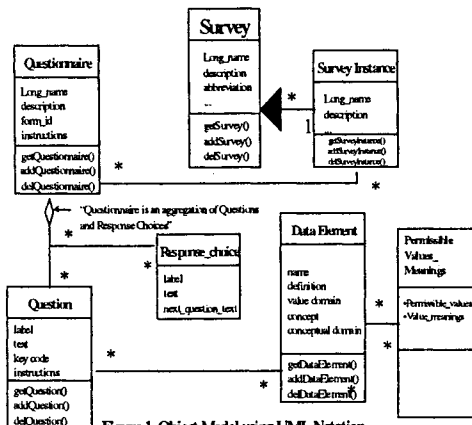 Survey
Long_name
description
abbreviation
...
getSurvey()
addSurvey()
delSurvey()
Questionnaire
Long_name
description
form_id
instructions
getQuestionnaire()
addQuestionnaire()
delQuestionnaire()
Survey Instance
Long_name
description
...
getSurveyInstance()
addSurveyInstance()
delSurveyInstance()
*
1
*
*
"Questionnaire is an aggregation of Questions
and Response Choices"
*
*
*
Response_choice
label
text
next_question_text
Data Element
name
definition
value domain
concept
conceptual domain
getDataElement()
addDataElement()
delDataElement()
*
Permissible
Values_
Meanings
•Permissible_values
•Value_meanings
*
*
Question
label
text
key code
instructions
getQuestion()
addQuestion()
delQuestion()
*
*
Figure 1. Object Model using UML Notation